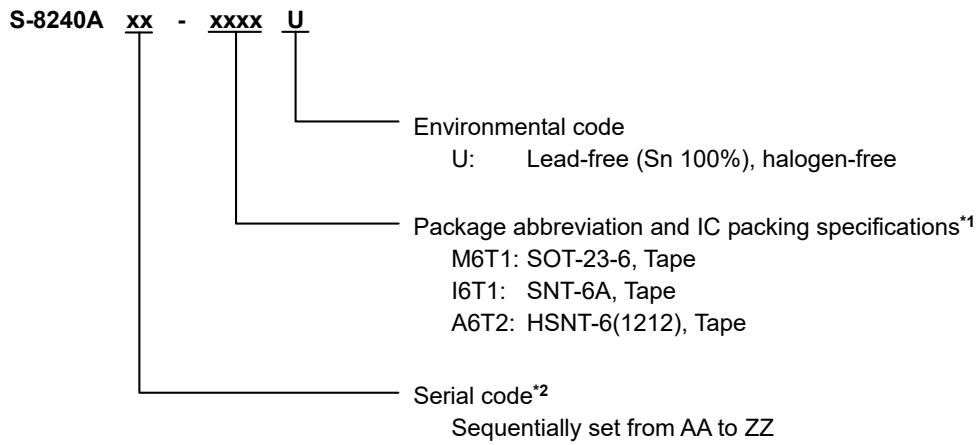 S-8240A xx - xxxx U
Environmental code
U: Lead-free (Sn 100%), halogen-free
Package abbreviation and IC packing specifications*1
M6T1: SOT-23-6, Tape
I6T1: SNT-6A, Tape
A6T2: HSNT-6(1212), Tape
Serial code*2
Sequentially set from AA to ZZ